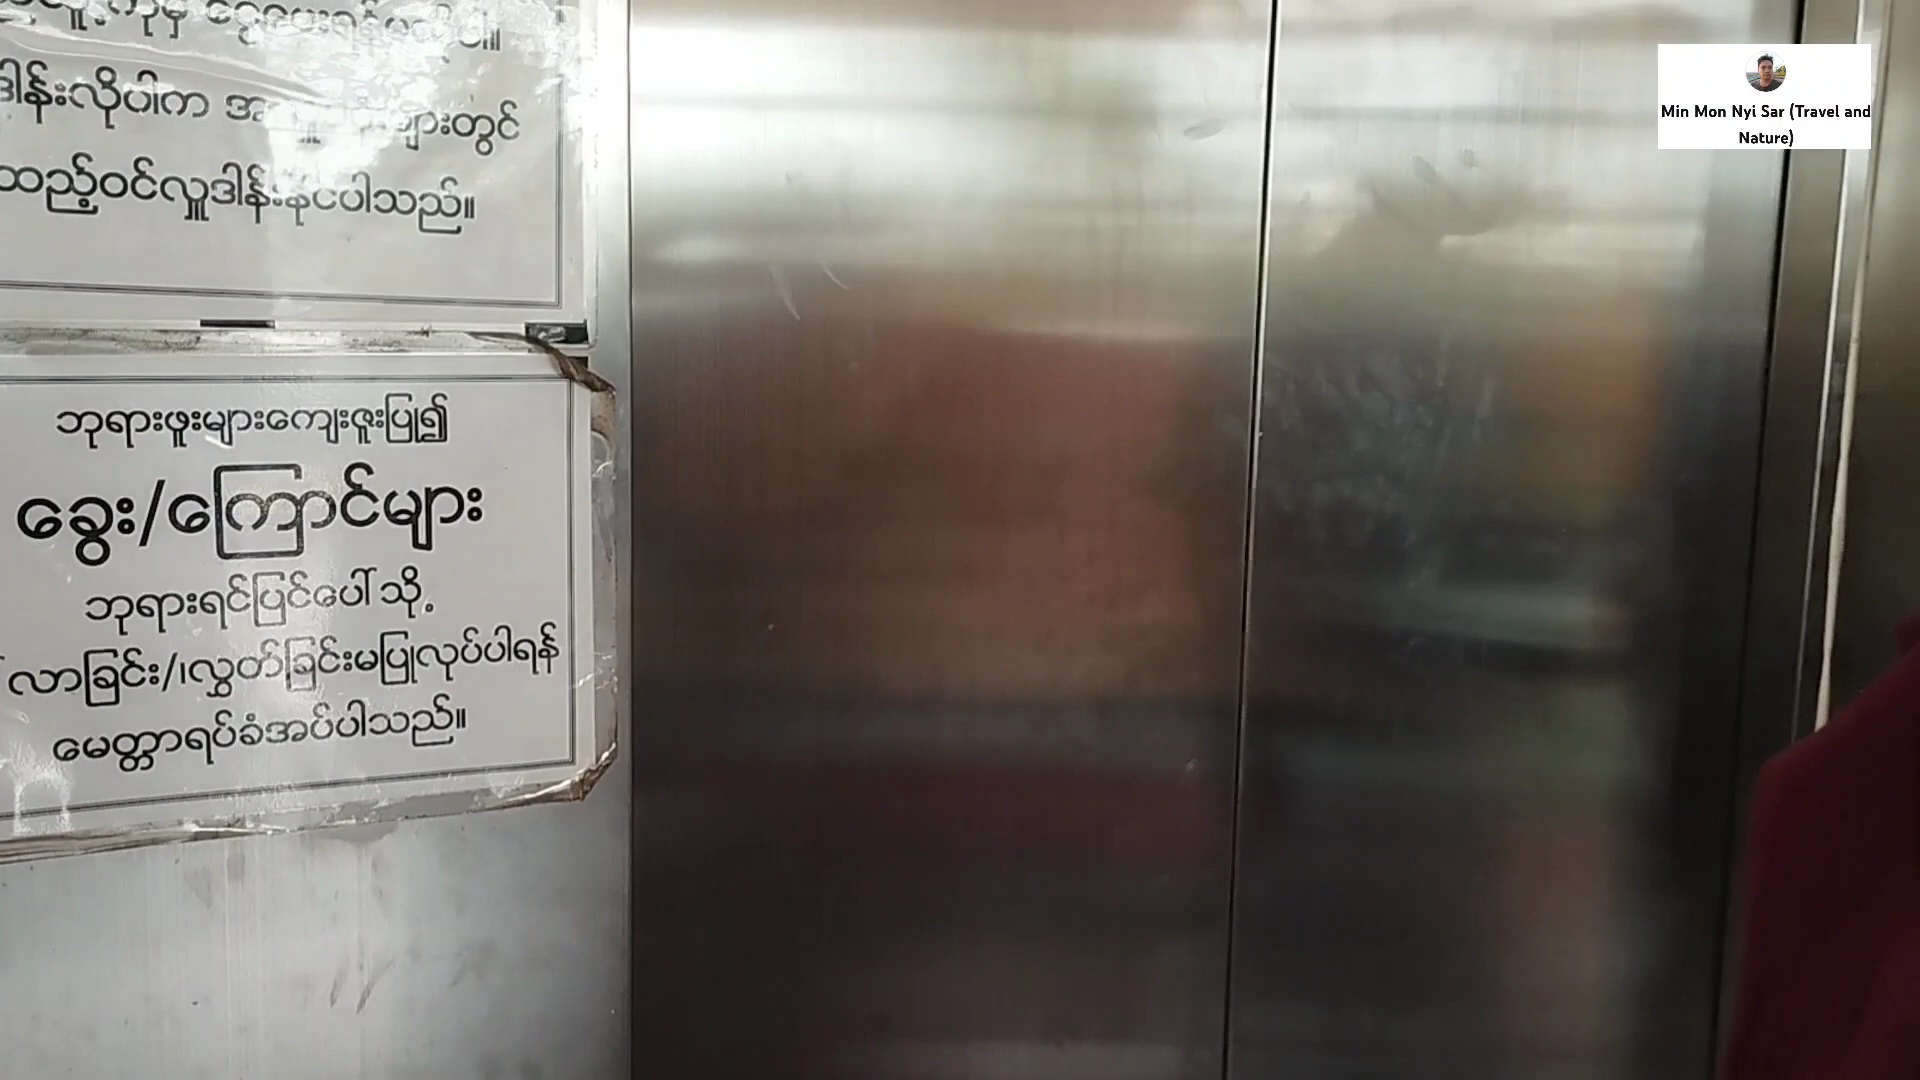 ဒါန်းလိုပါက
များတွင်
ထည့်ဝင်လှူဒါန်းနိုင်ပါသည်။
ဘုရားဖူးများကျေးဇူးပြု၍
ခွေး/ကြောင်များ
ဘုရားရင်ပြင်ပေါ်သို့
လာခြင်း/လွှတ်ခြင်းမပြုလုပ်ပါရန်
မေတ္တာရပ်ခံအပ်ပါသည်။
Min Mon Nyi Sar (Travel and
Nature)